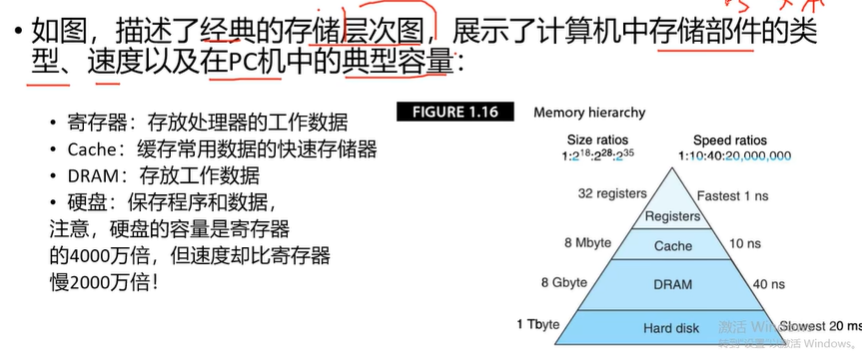 • 如图，描述了经典的存储层次图，展示了计算机中存储部件的类
型、速度以及在PC机中的典型容量：
• 寄存器：存放处理器的工作数据
• Cache：缓存常用数据的快速存储器
• DRAM：存放工作数据
• 硬盘：保存程序和数据，
注意，硬盘的容量是寄存器
的4000万倍，但速度却比寄存器
慢2000万倍！
FIGURE 1.16 Memory hierarchy
Size ratios
1:2^18:2^28:2^35
Speed ratios
1:10:40:20,000,000
32 registers
Registers
Fastest 1 ns
8 Mbyte
Cache
10 ns
8 Gbyte
DRAM
40 ns
1 Tbyte
Hard disk
Slowest 20 ms
激活 Windows